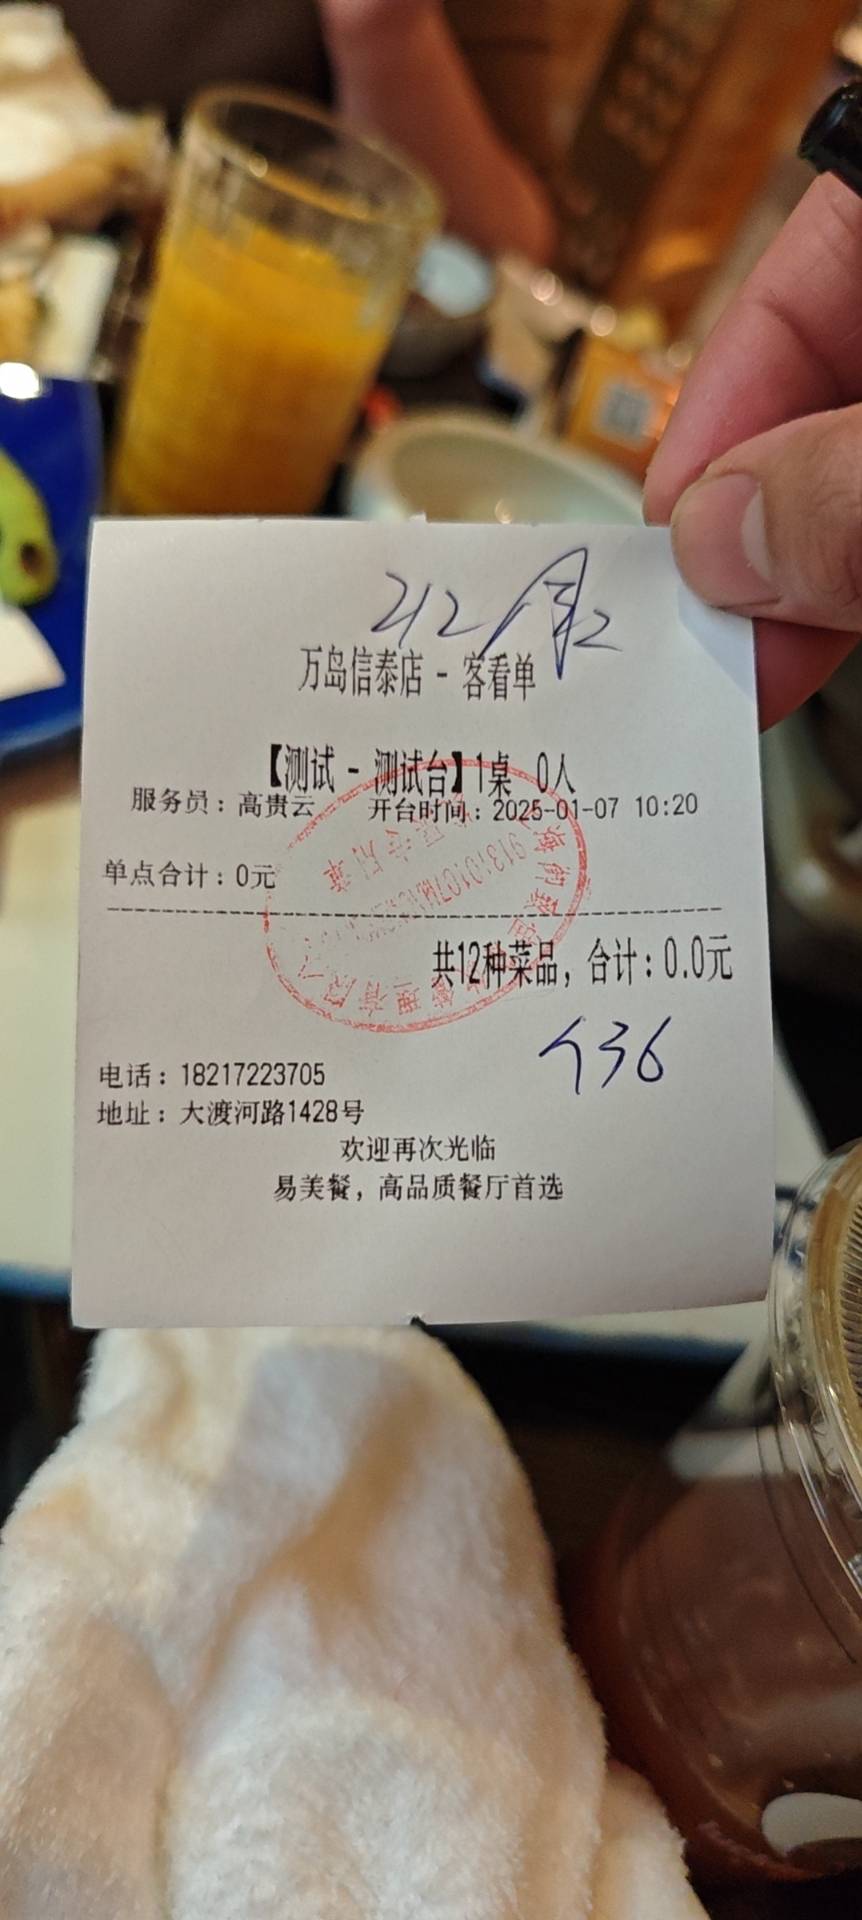 212
万岛信泰店 - 客看单
【测试 - 测试台】1桌 0人
服务员：高贵云 开台时间：2025-01-07 10:20
单点合计：0元
共12种菜品，合计：0.0元
436
电话：18217223705
地址：大渡河路1428号
欢迎再次光临
易美餐，高品质餐厅首选